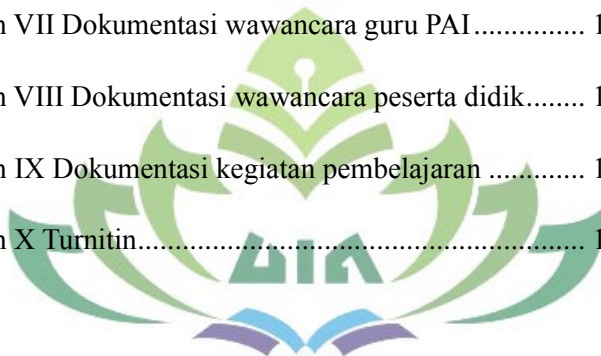 n VII Dokumentasi wawancara guru PAI............... 1
n VIII Dokumentasi wawancara peserta didik........ 1
n IX Dokumentasi kegiatan pembelajaran ............. 1
n X Turnitin............................................................ 1
UIN